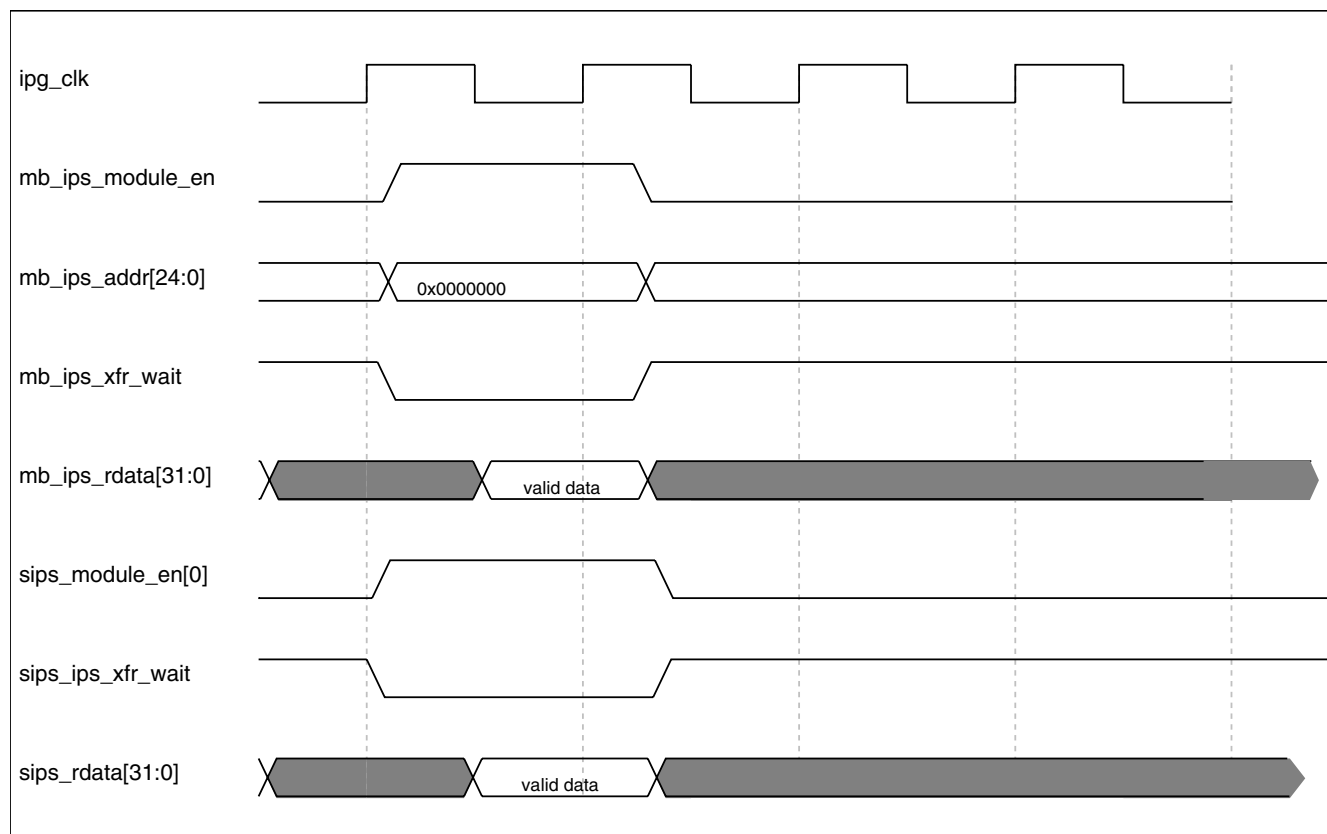 ipg_clk
mb_ips_module_en
mb_ips_addr[24:0]
0x0000000
mb_ips_xfr_wait
mb_ips_rdata[31:0]
valid data
sips_module_en[0]
sips_ips_xfr_wait
sips_rdata[31:0]
valid data